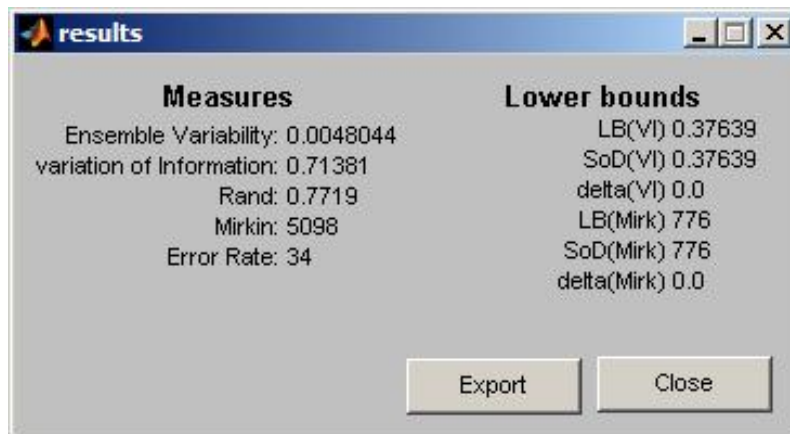 results
Measures
Ensemble Variability: 0.0048044
variation of Information: 0.71381
Rand: 0.7719
Mirkin: 5098
Error Rate: 34
Lower bounds
LB(VI) 0.37639
SoD(VI) 0.37639
delta(VI) 0.0
LB(Mirk) 776
SoD(Mirk) 776
delta(Mirk) 0.0
Export
Close